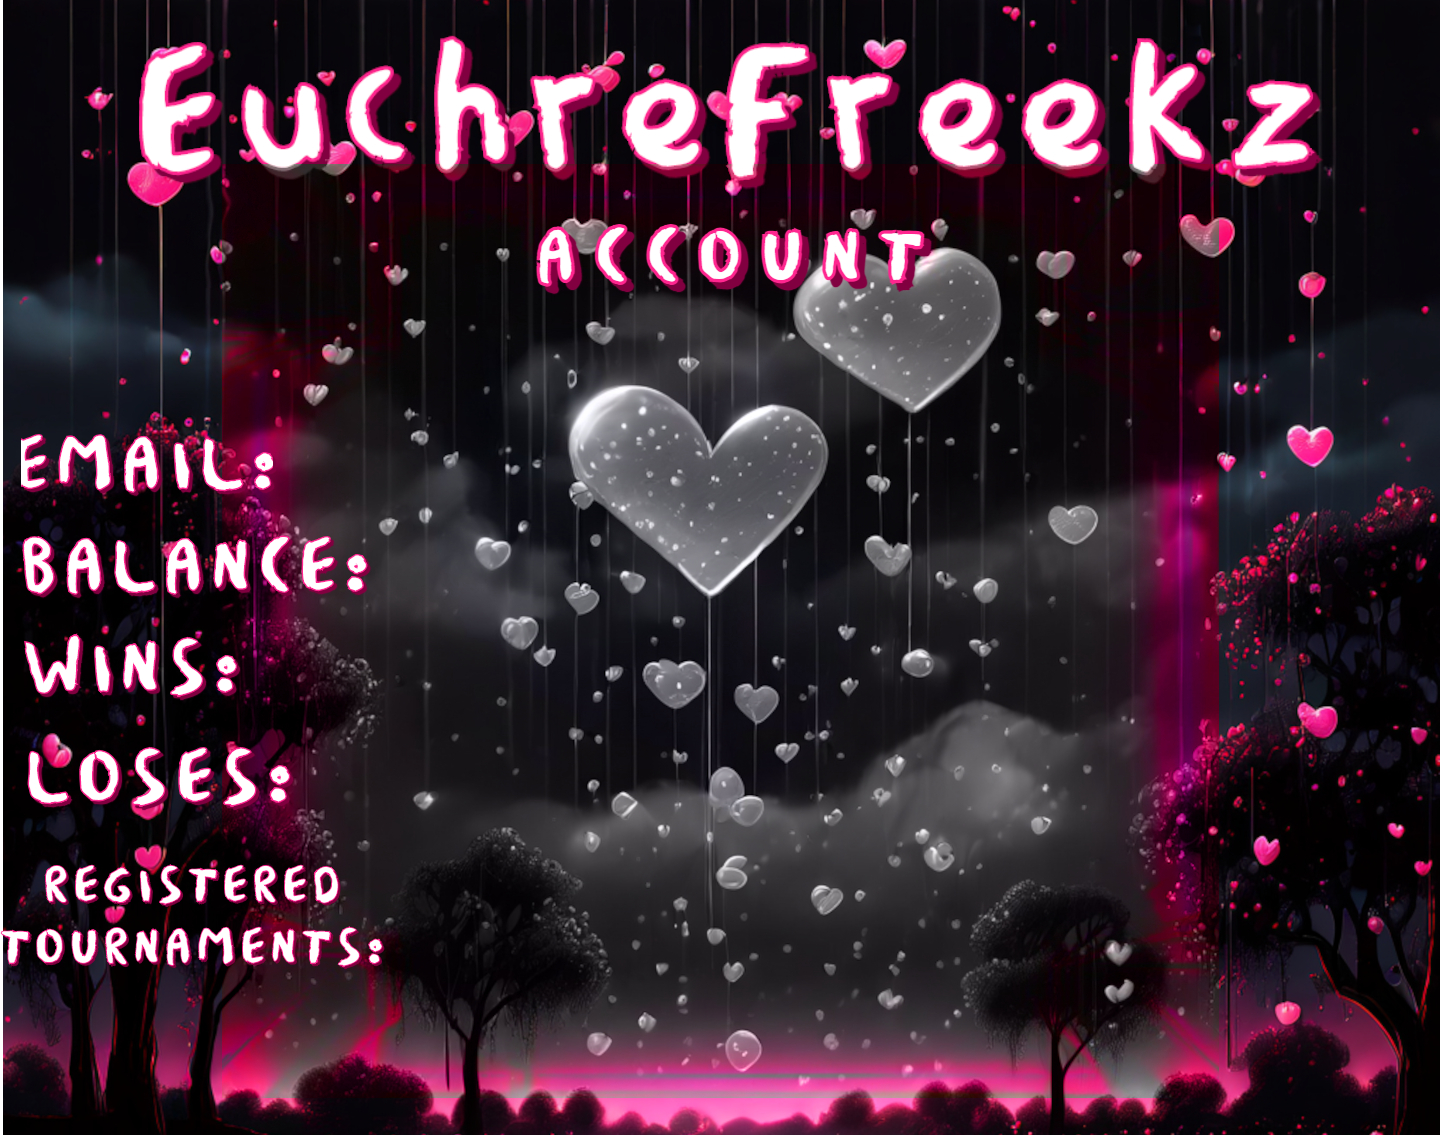 EuchreFreekz
ACCOUNT
EMAIL:
BALANCE:
WINS:
LOSES:
REGISTERED
TOURNAMENTS: